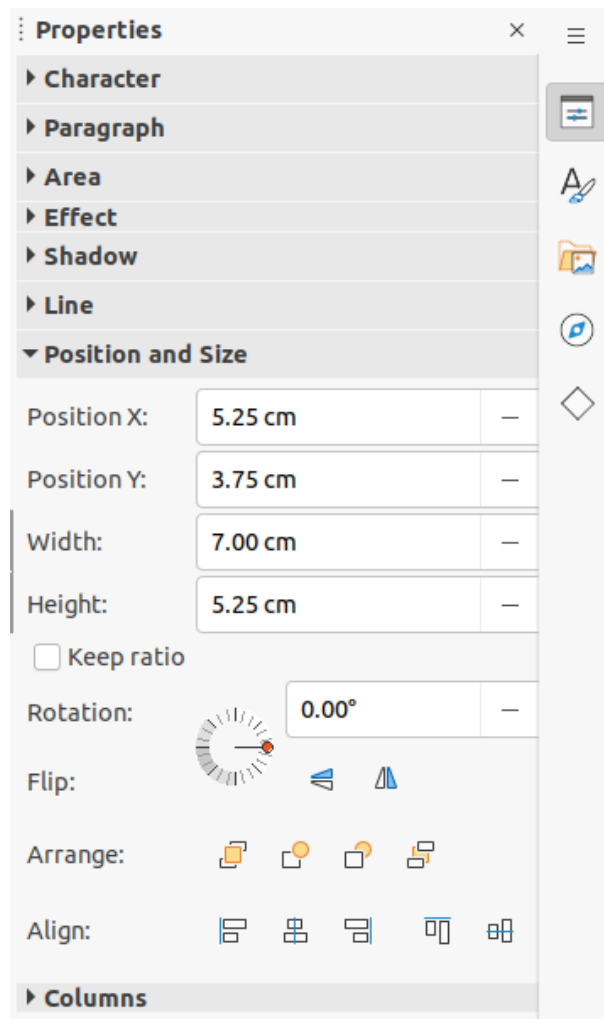 Properties
Character
Paragraph
Area
Effect
Shadow
Line
Position and Size
Position X: 5.25 cm
Position Y: 3.75 cm
Width: 7.00 cm
Height: 5.25 cm
Keep ratio
Rotation: 0.00°
Flip:
Arrange:
Align:
Columns